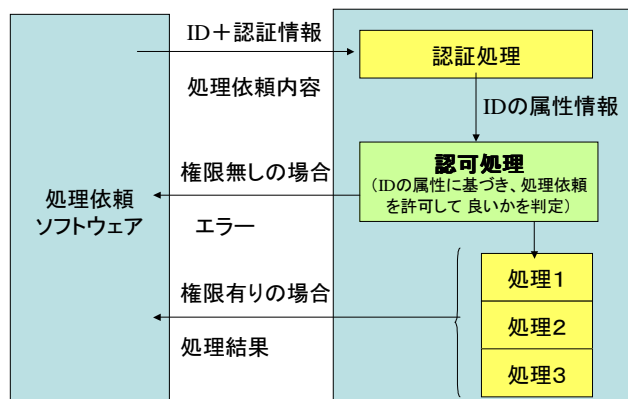 ID＋認証情報
処理依頼内容
認証処理
IDの属性情報
認可処理
（IDの属性に基づき、処理依頼
を許可して 良いかを判定）
権限無しの場合
エラー
処理依頼
ソフトウェア
権限有りの場合
処理結果
処理１
処理２
処理３